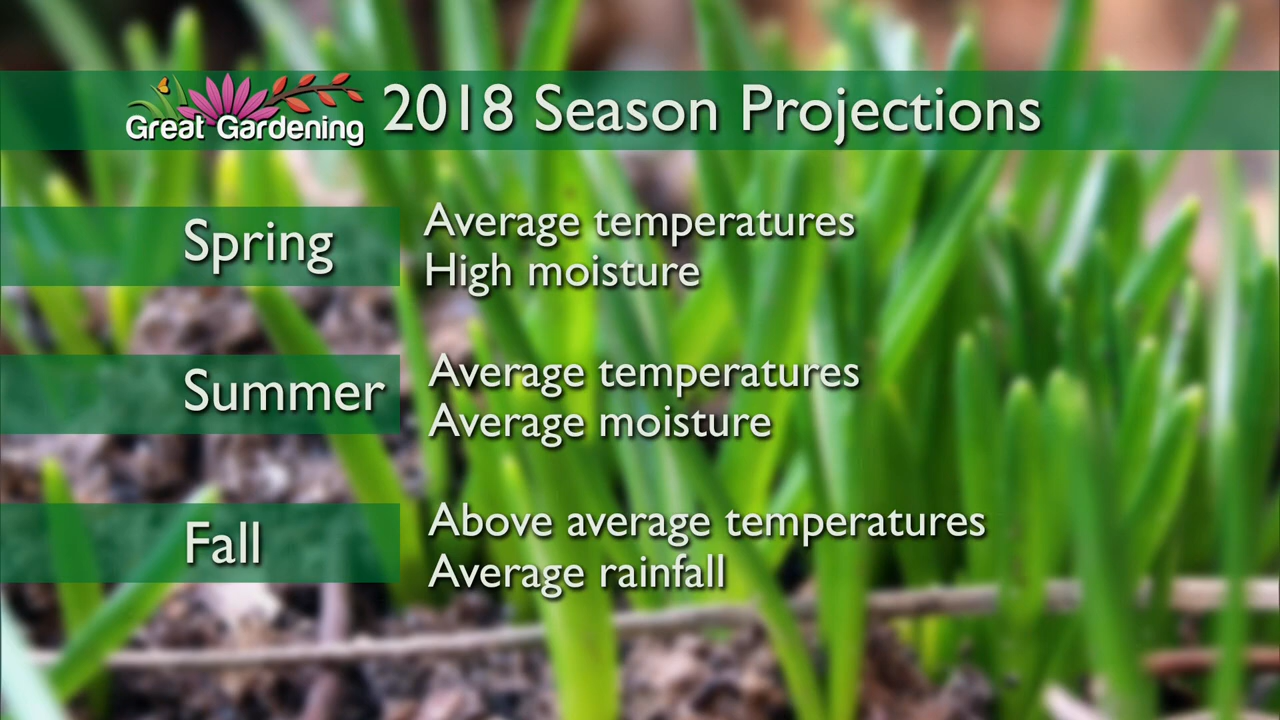 Great Gardening 2018 Season Projections
Spring
Average temperatures
High moisture
Summer
Average temperatures
Average moisture
Fall
Above average temperatures
Average rainfall